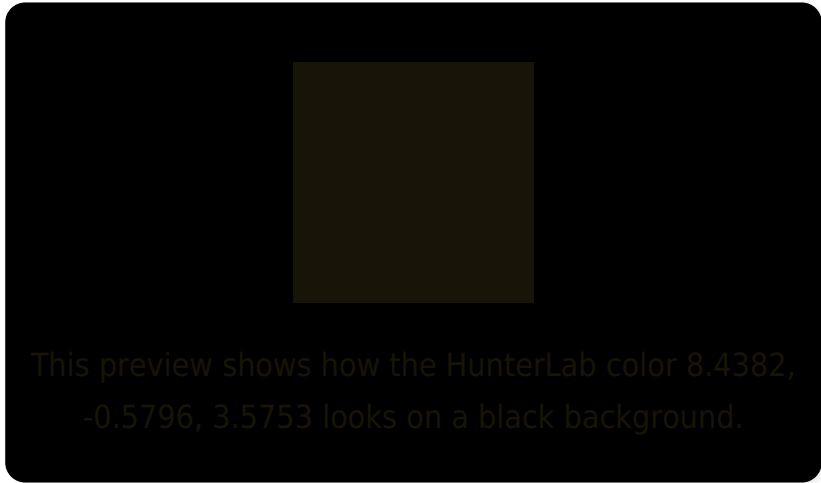 This preview shows how the HunterLab color 8.4382,
-0.5796, 3.5753 looks on a black background.